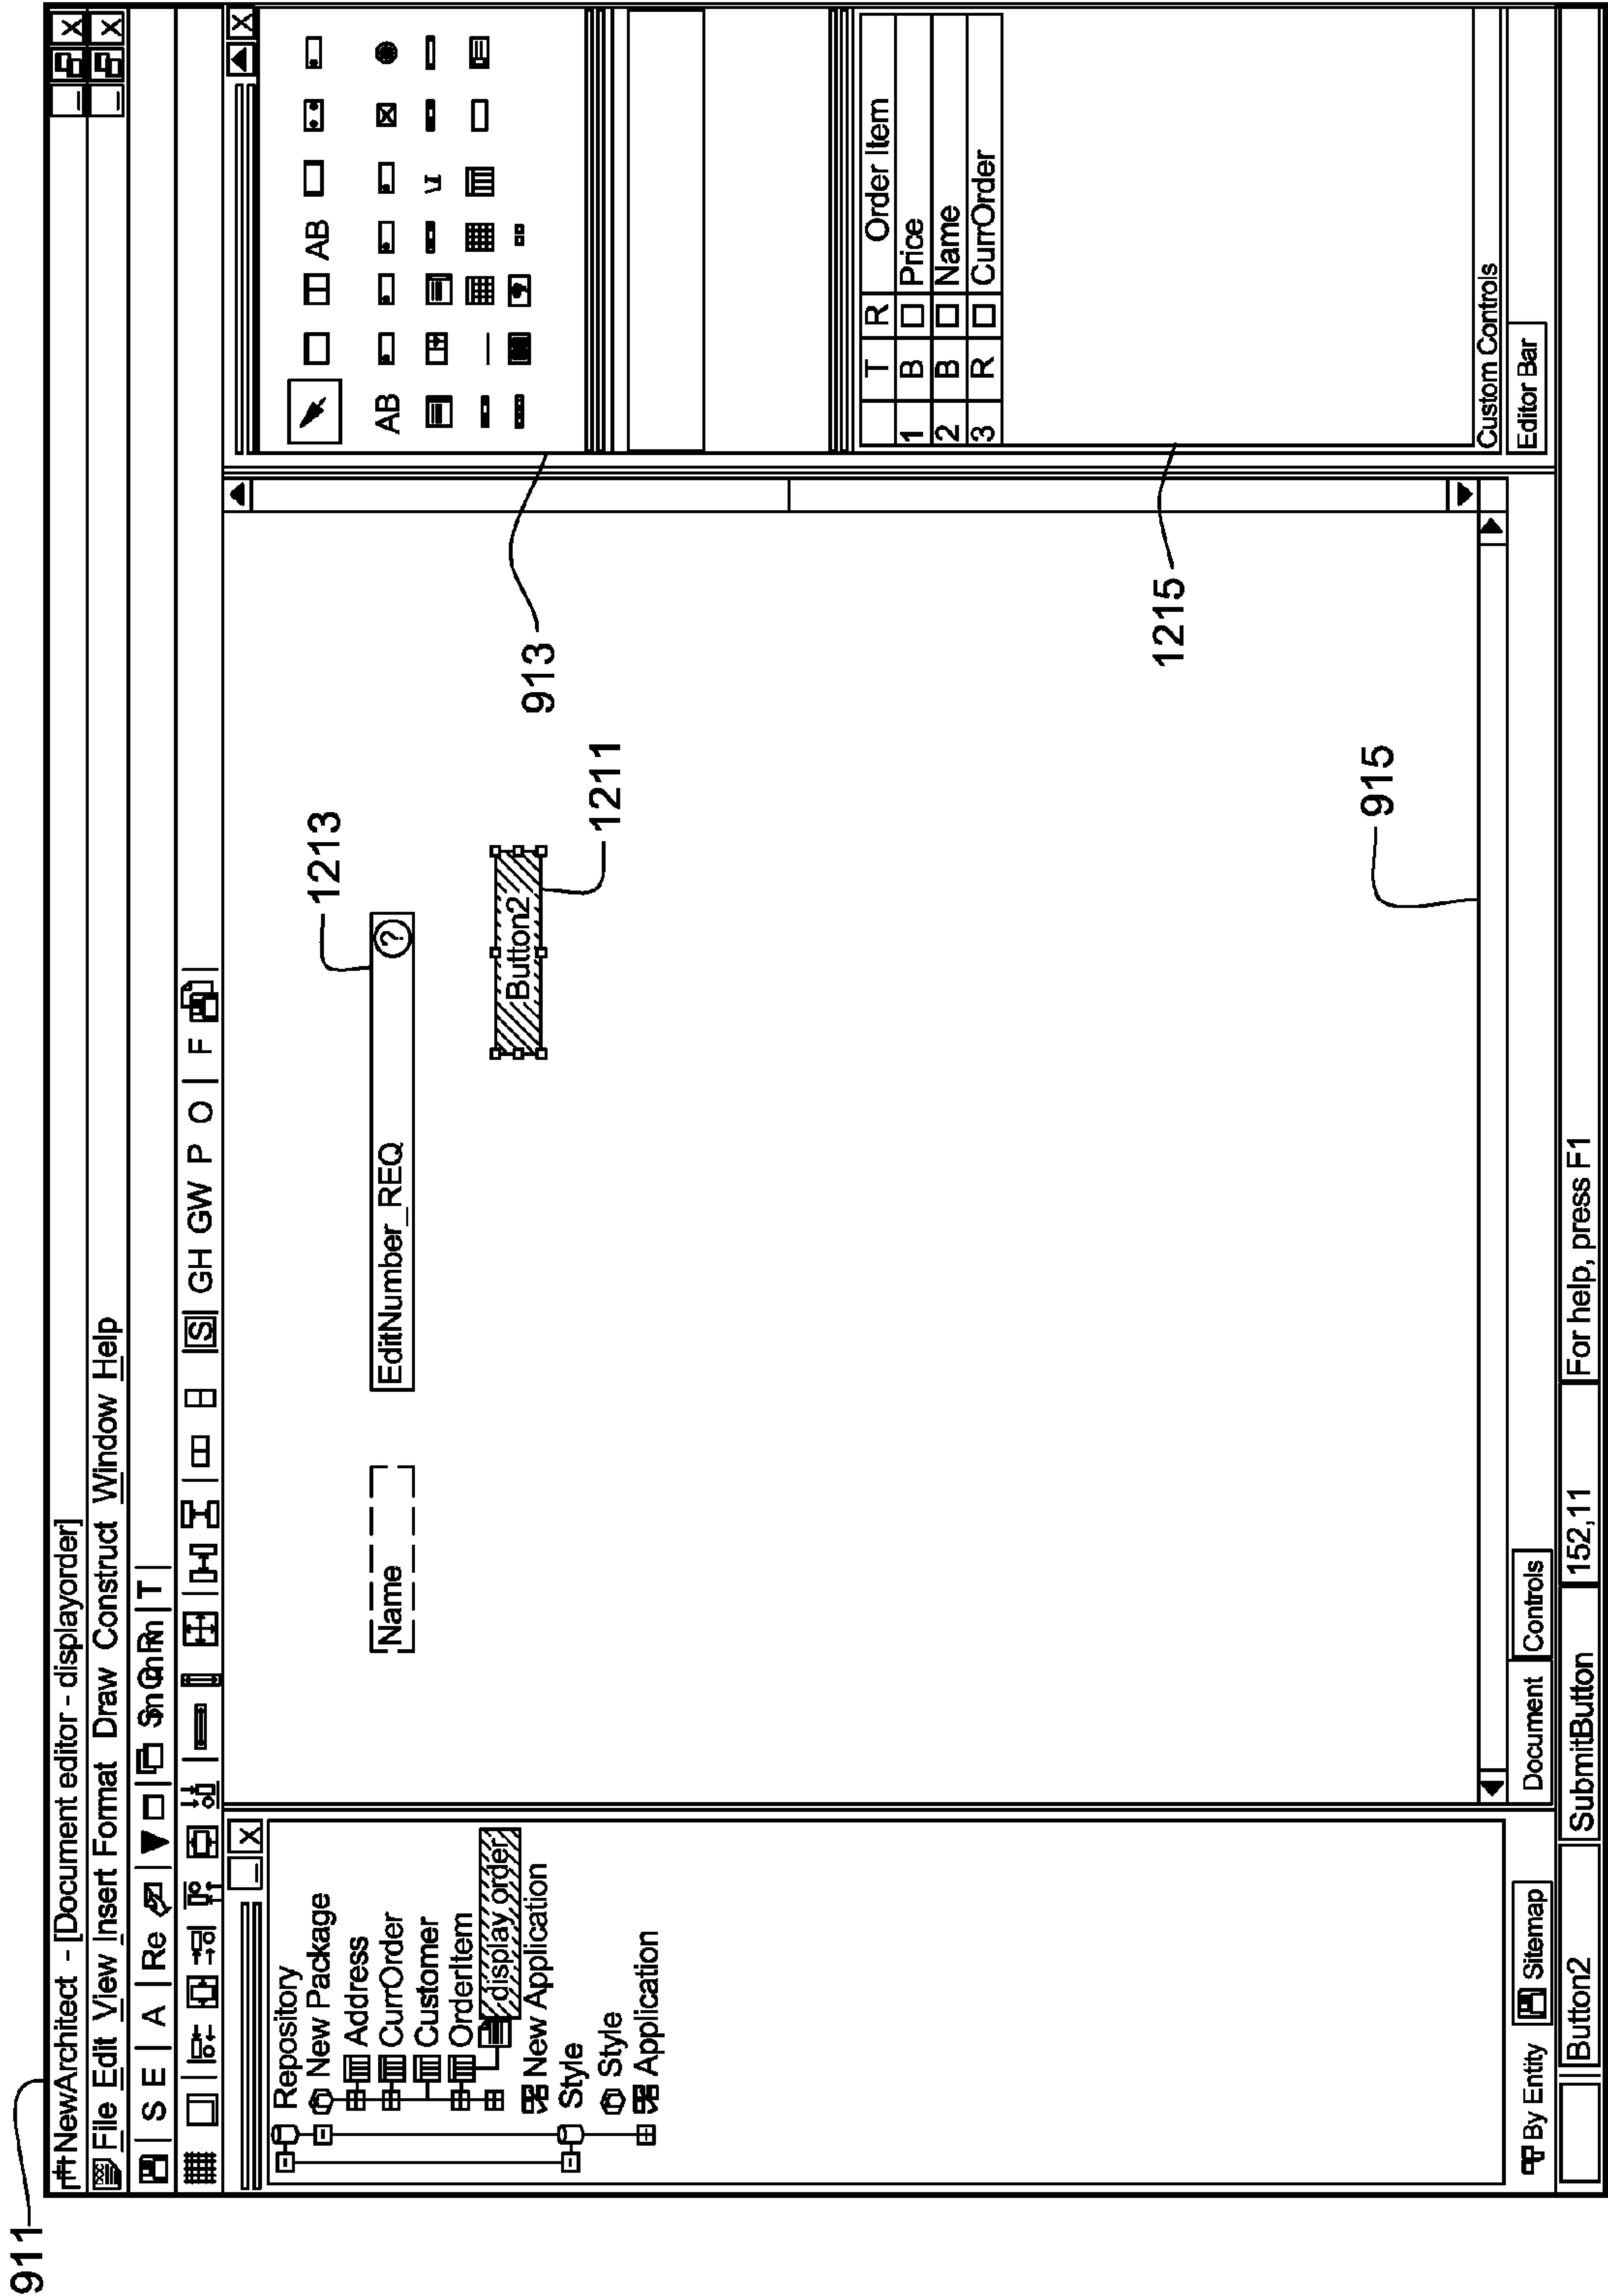 911
NewArchitect - [Document editor - displayorder]
_ X
File Edit View Insert Format Draw Construct Window Help
_ X
S E | A | Re | T |
S GH GW P O | F
_ X
Repository
New Package
Address
CurrOrder
Customer
OrderItem
display order
New Application
Style
Style
Application
By Entity
Sitemap
Name
EditNumber_REQ ?
1213
Button2
1211
913
1215
915
Document Controls
X
AB
AB
T R Order Item
1 B Price
2 B Name
3 R CurrOrder
Custom Controls
Editor Bar
Button2 SubmitButton 152,11 For help, press F1